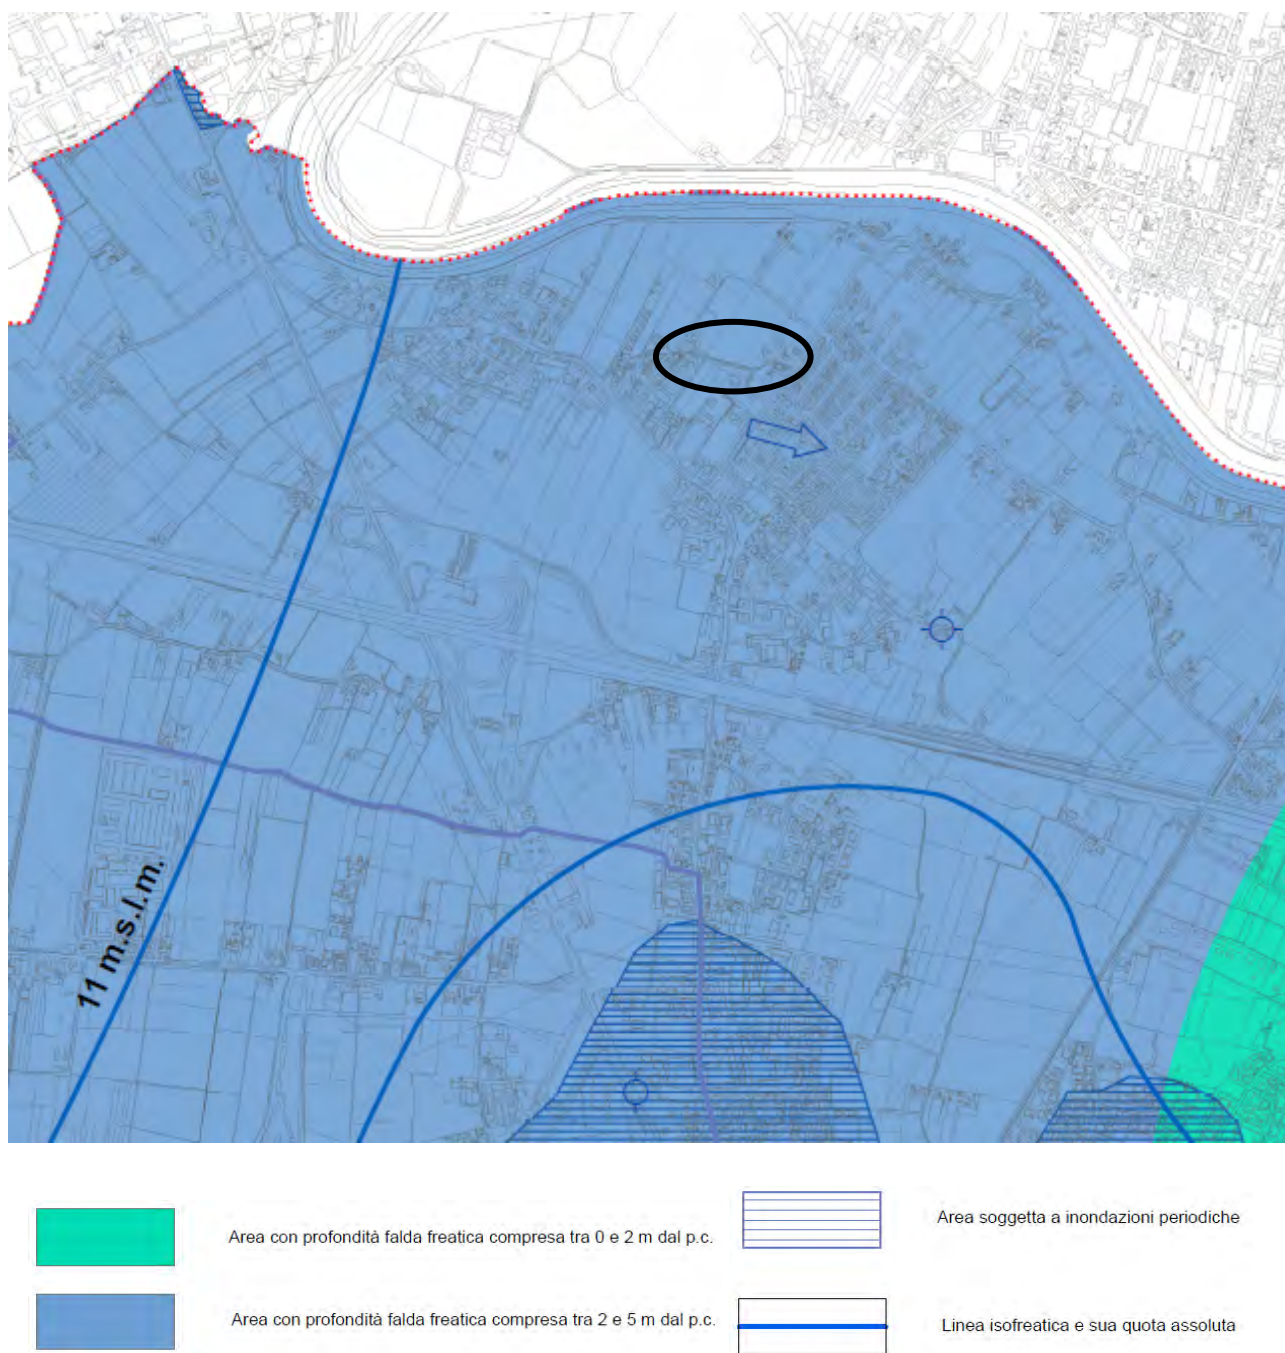 11 m.s.l.m.
Area con profondità falda freatica compresa tra 0 e 2 m dal p.c.
Area soggetta a inondazioni periodiche
Area con profondità falda freatica compresa tra 2 e 5 m dal p.c.
Linea isofreatica e sua quota assoluta